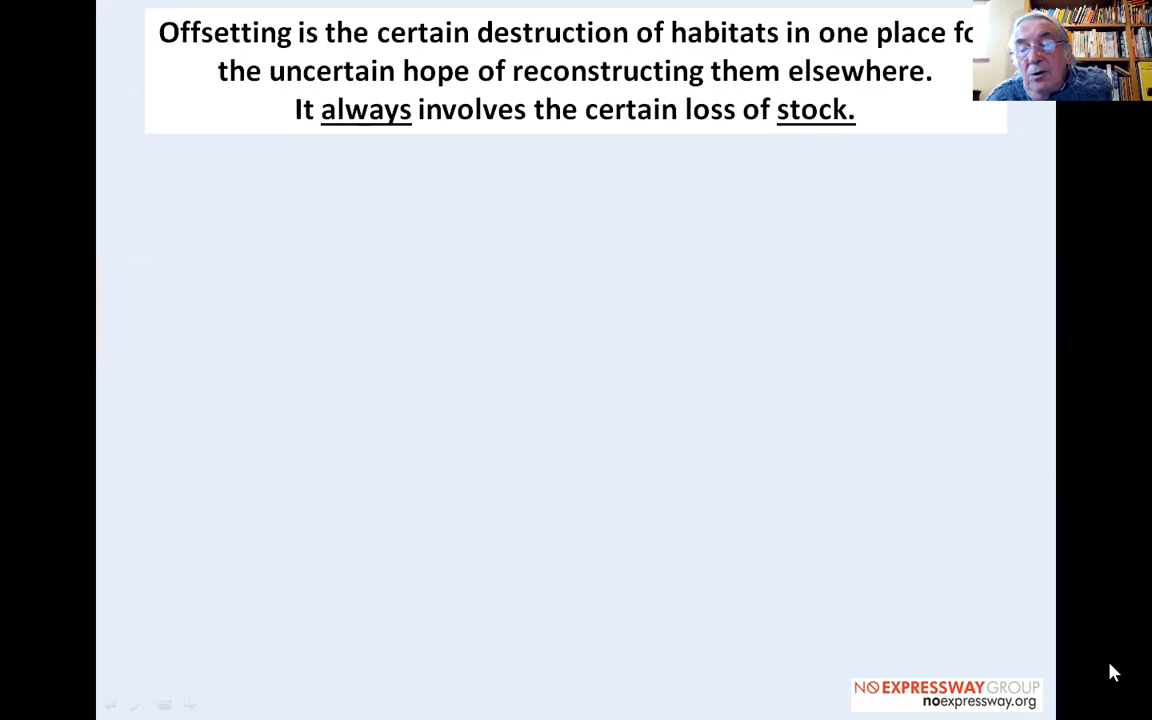 Offsetting is the certain destruction of habitats in one place fo
the uncertain hope of reconstructing them elsewhere.
It always involves the certain loss of stock.
NO EXPRESSWAY GROUP
noexpressway.org